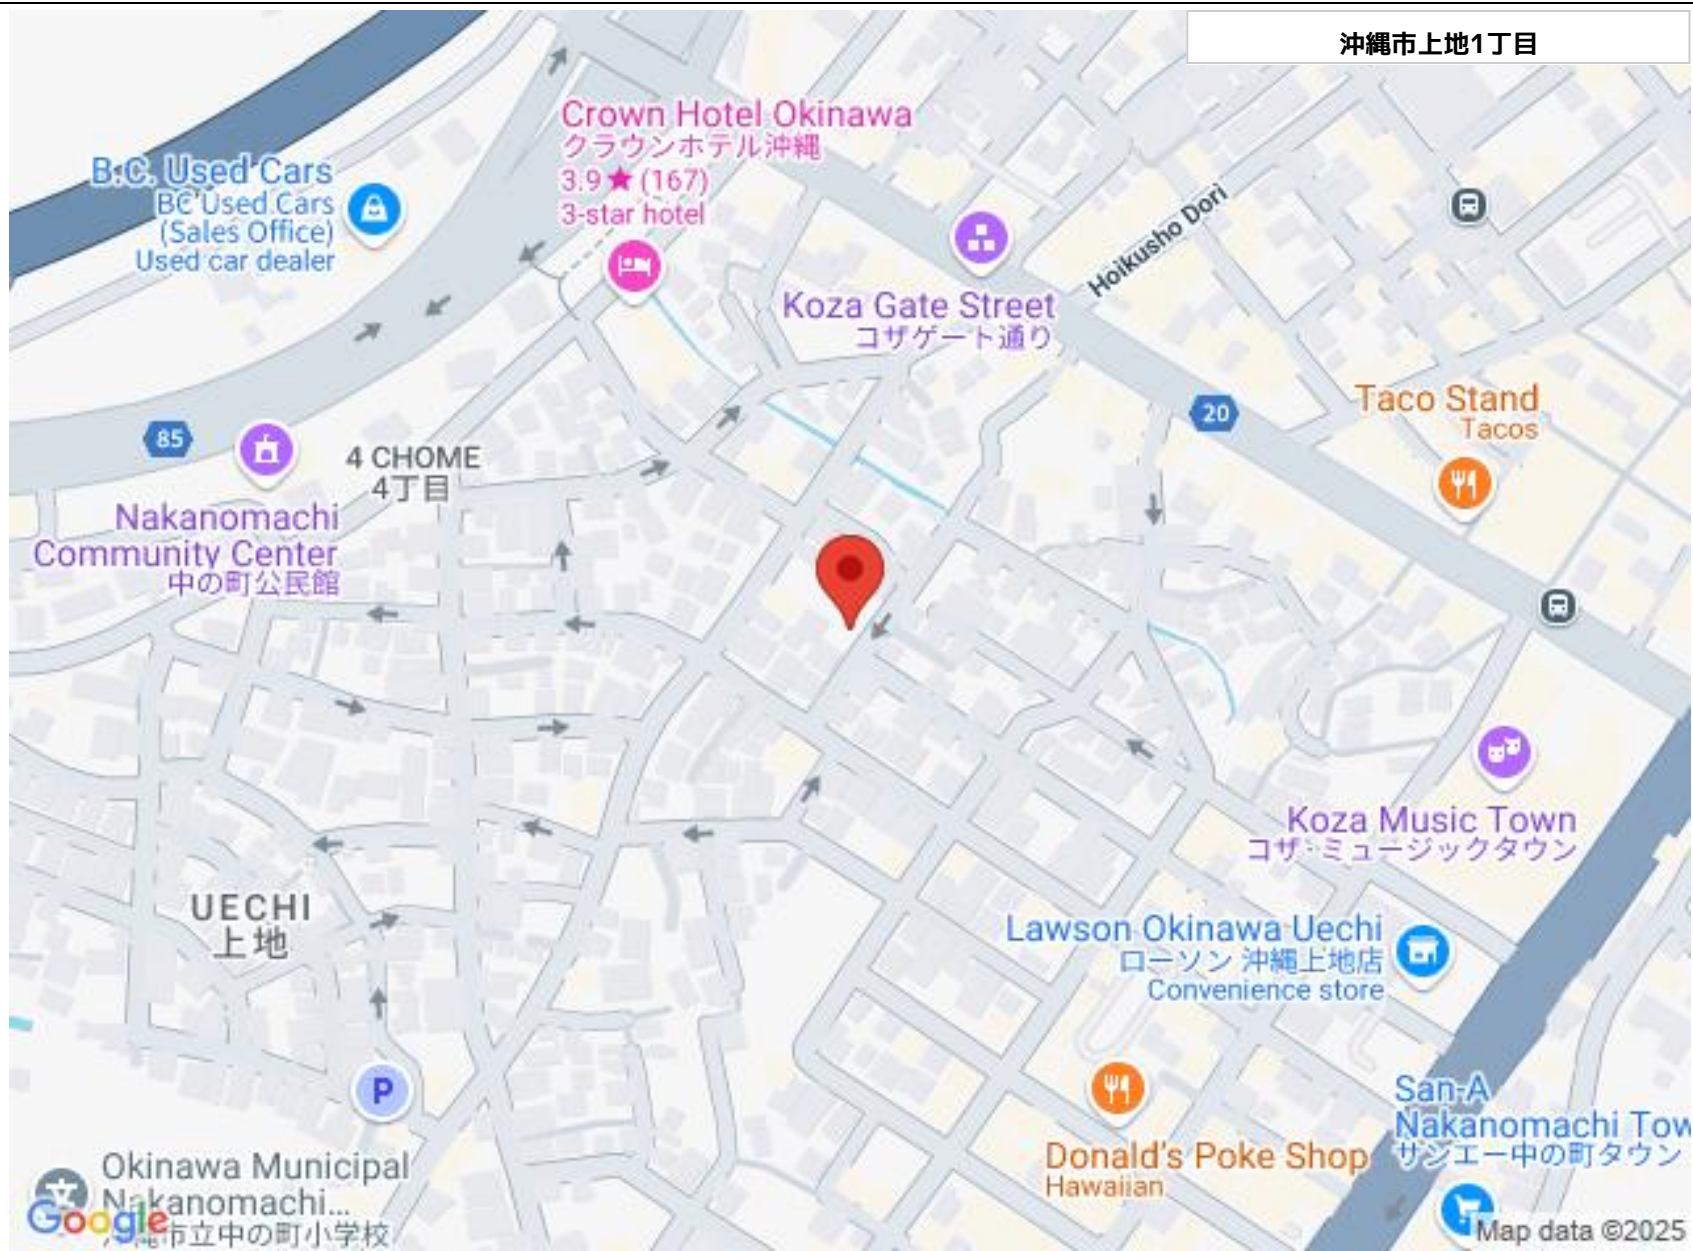 沖縄市上地1丁目
Crown Hotel Okinawa
クラウンホテル沖縄
3.9★ (167)
3-star hotel
B.C. Used Cars
BC Used Cars
(Sales Office)
Used car dealer
Hoikusho Dori
Koza Gate Street
コザゲート通り
Taco Stand
Tacos
20
85
4 CHOME
4丁目
Nakanomachi
Community Center
中の町公民館
Koza Music Town
コザ・ミュージックタウン
UECHI
上地
Lawson Okinawa Uechi
ローソン 沖縄上地店
Convenience store
P
Donald's Poke Shop
Hawaiian
San-A
Nakanomachi Tow
サンエー中の町タウン
Okinawa Municipal
Nakanomachi...
市立中の町小学校
Google
Map data ©2025